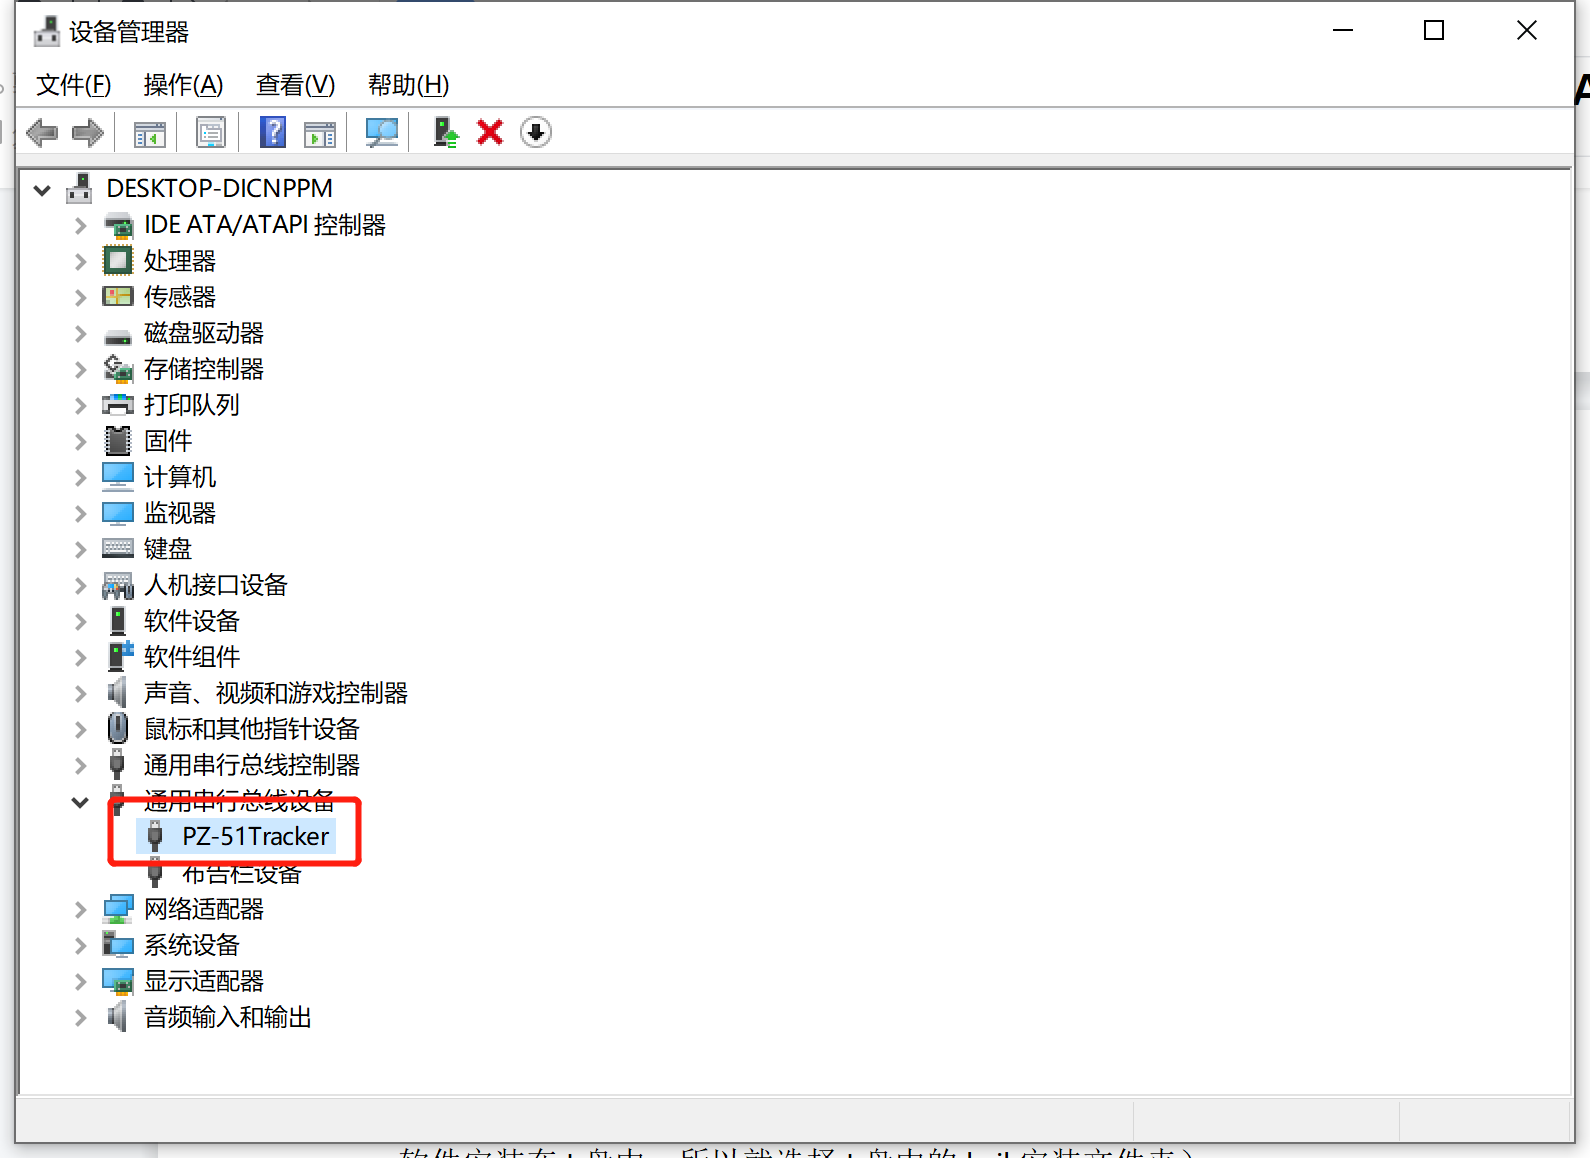 设备管理器
文件(F) 操作(A) 查看(V) 帮助(H)
DESKTOP-DICNPPM
IDE ATA/ATAPI 控制器
处理器
传感器
磁盘驱动器
存储控制器
打印队列
固件
计算机
监视器
键盘
人机接口设备
软件设备
软件组件
声音、视频和游戏控制器
鼠标和其他指针设备
通用串行总线控制器
通用串行总线设备
PZ-51Tracker
布告栏设备
网络适配器
系统设备
显示适配器
音频输入和输出